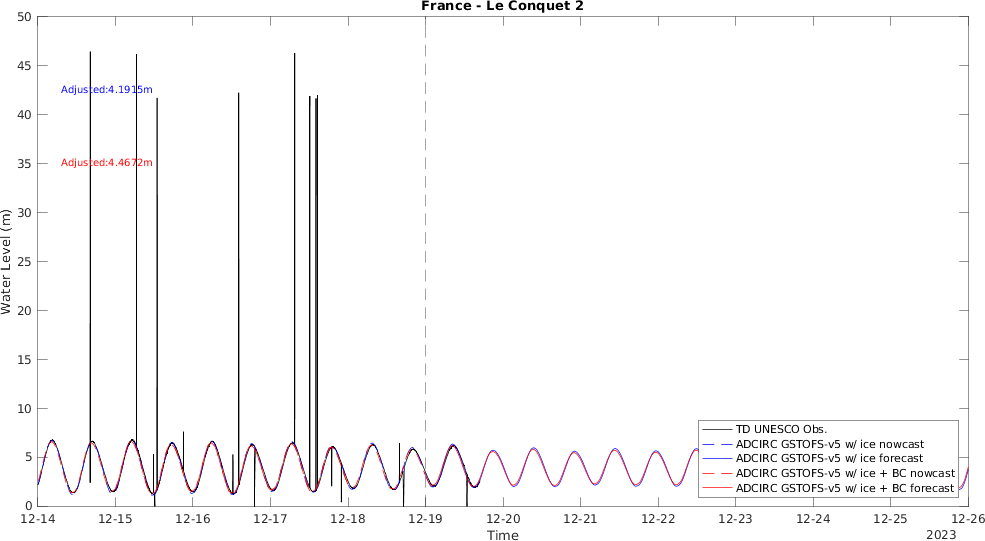 France - Le Conquet 2
50
45
40
35
30
25
20
15
10
5
0
Water Level (m)
Adjusted:4.1915m
Adjusted:4.4672m
TD UNESCO Obs.
ADCIRC GSTOFS-v5 w/ ice nowcast
ADCIRC GSTOFS-v5 w/ ice forecast
ADCIRC GSTOFS-v5 w/ ice + BC nowcast
ADCIRC GSTOFS-v5 w/ ice + BC forecast
12-14 12-15 12-16 12-17 12-18 12-19 12-20 12-21 12-22 12-23 12-24 12-25 12-26
Time
2023